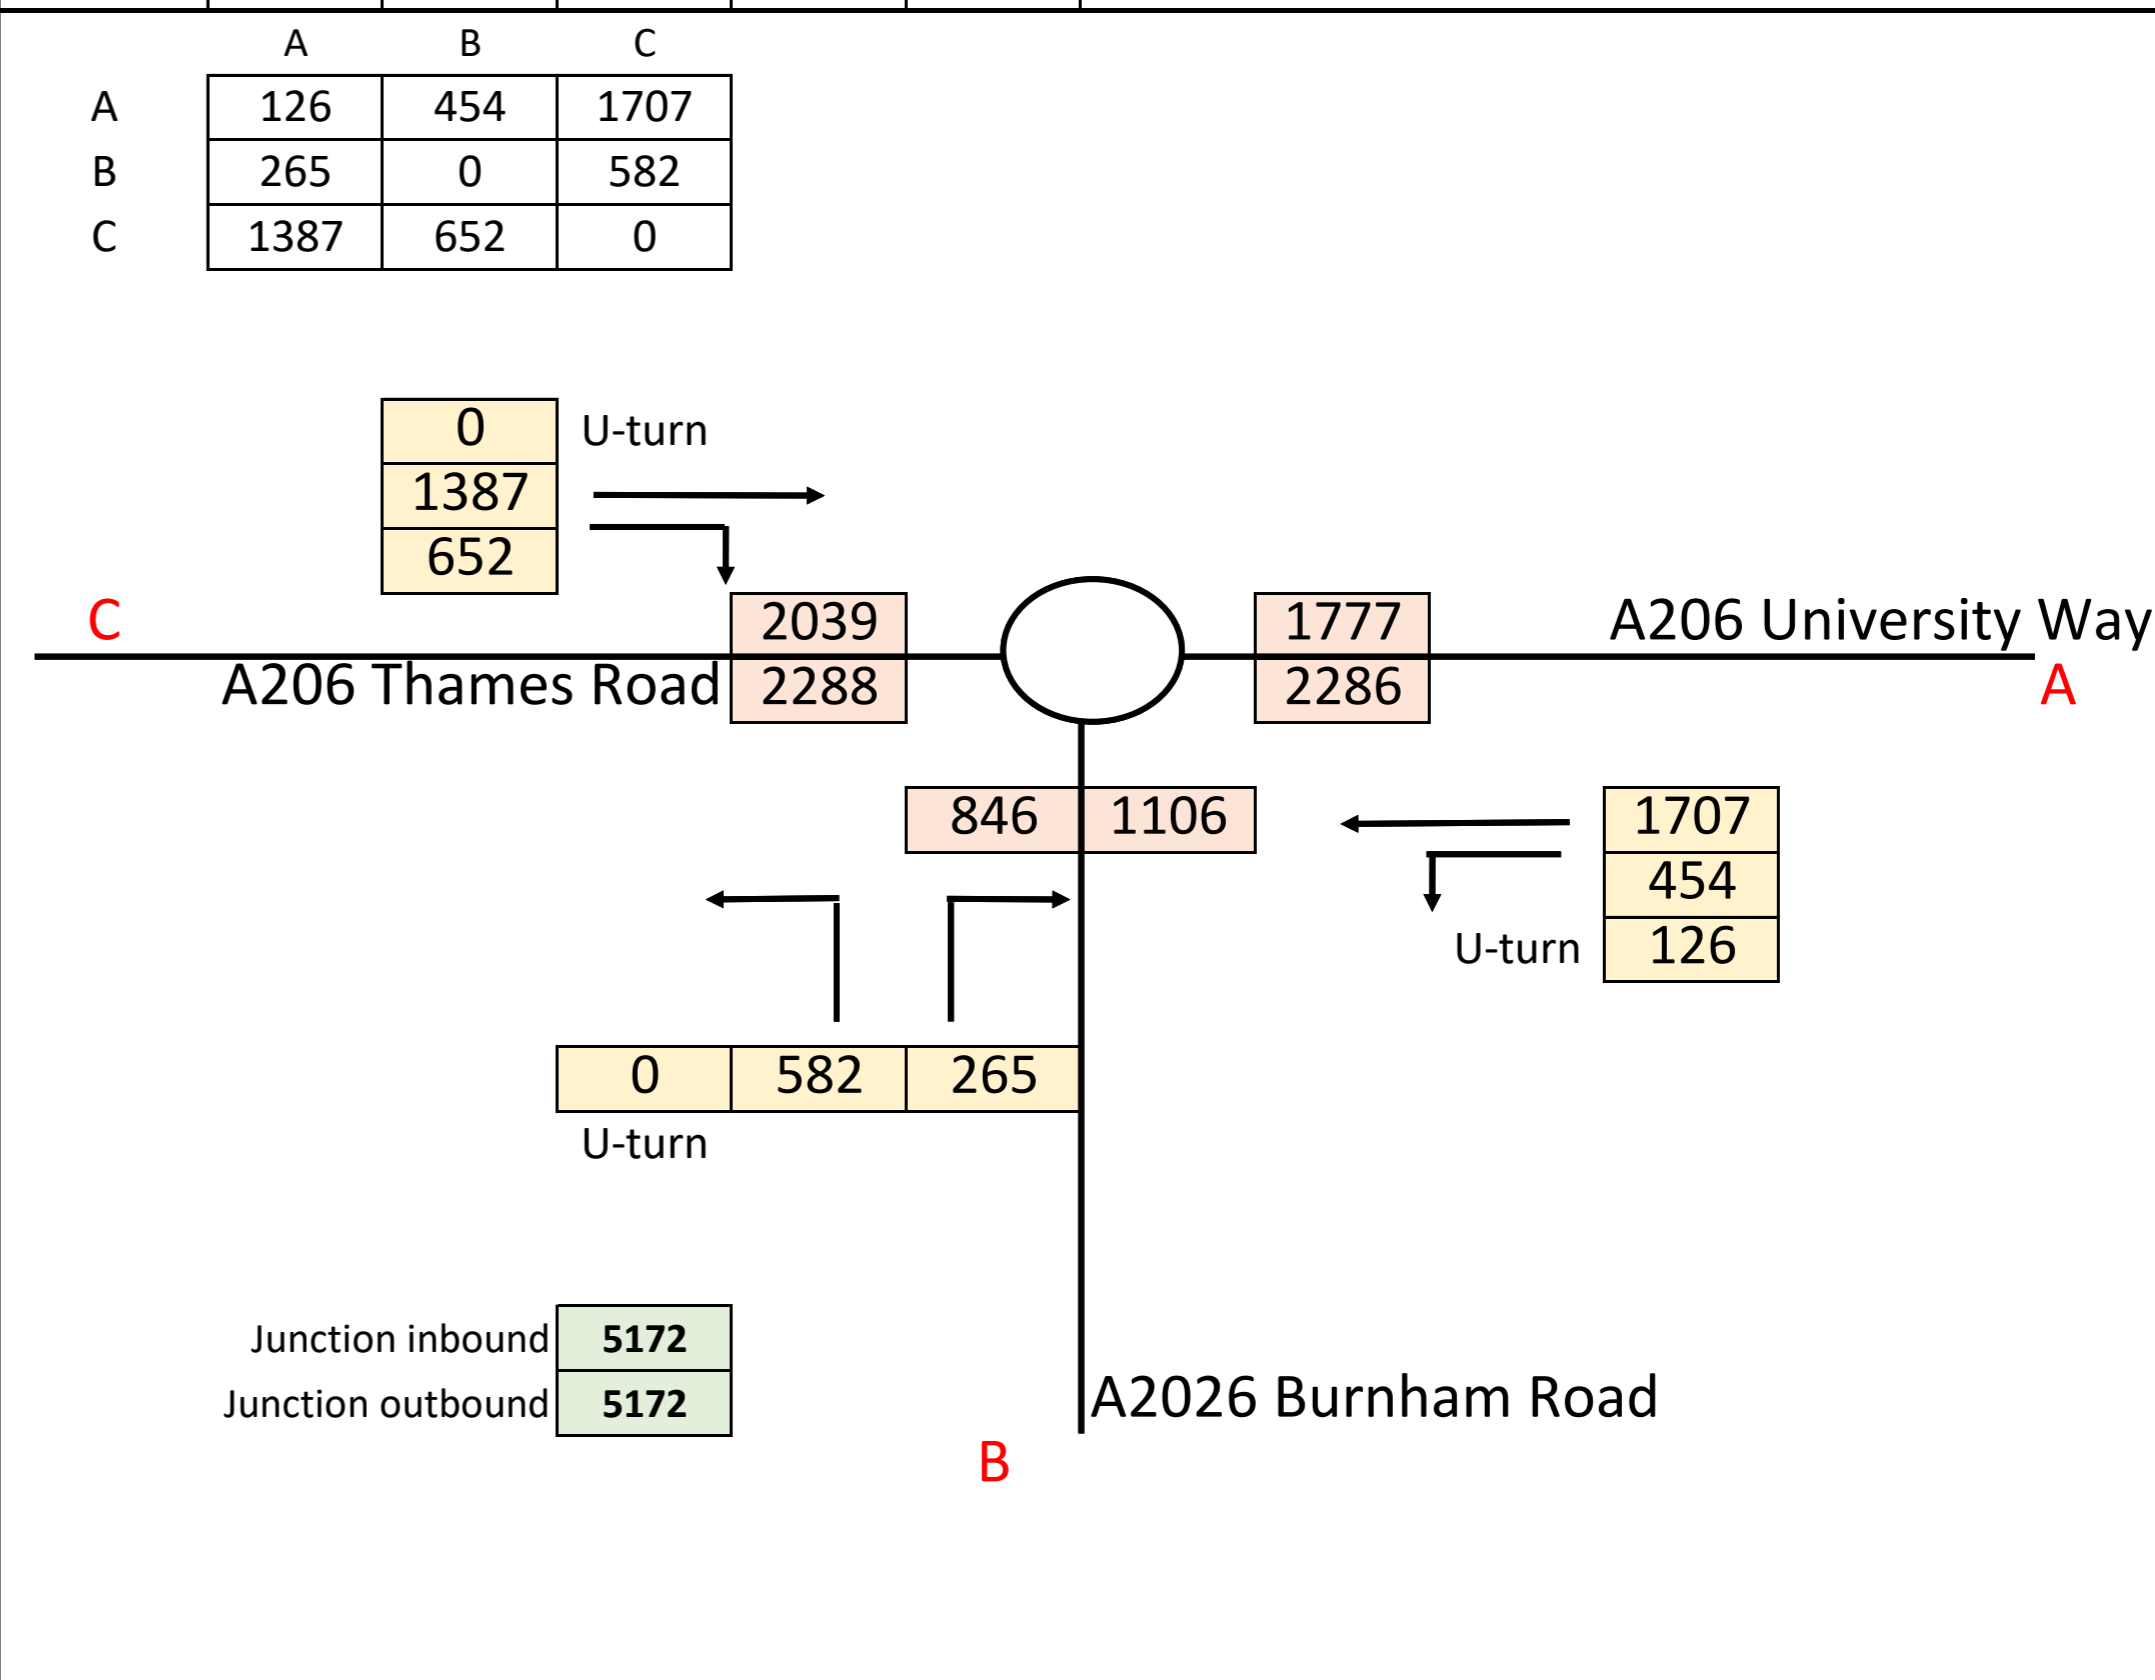 A B C
A 126 454 1707
B 265 0 582
C 1387 652 0
0 U-turn
1387
652
C 2039 1777 A206 University Way
A206 Thames Road 2288 2286 A
846 1106 1707
454
U-turn 126
0 582 265
U-turn
Junction inbound 5172
Junction outbound 5172
A2026 Burnham Road
B